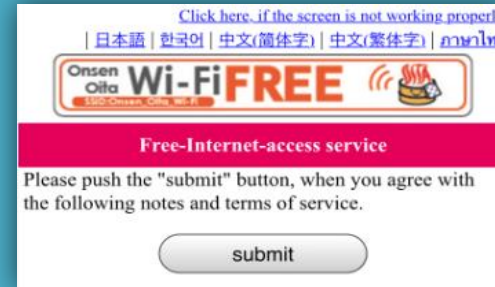 Click here, if the screen is not working properl
| 日本語 | 한국어 | 中文(简体字) | 中文(繁体字) | ภาษาไท
Onsen Oita Wi-Fi FREE
SSID:Onsen_Oita_Wi-Fi
Free-Internet-access service
Please push the "submit" button, when you agree with
the following notes and terms of service.
submit